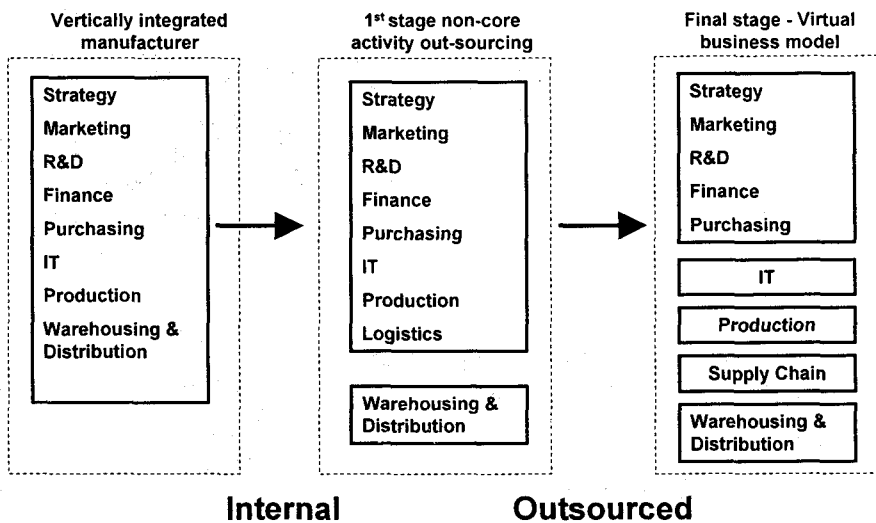 Vertically integrated
manufacturer
Strategy
Marketing
R&D
Finance
Purchasing
IT
Production
Warehousing &
Distribution
1st stage non-core
activity out-sourcing
Strategy
Marketing
R&D
Finance
Purchasing
IT
Production
Logistics
Warehousing &
Distribution
Final stage - Virtual
business model
Strategy
Marketing
R&D
Finance
Purchasing
IT
Production
Supply Chain
Warehousing &
Distribution
Internal
Outsourced